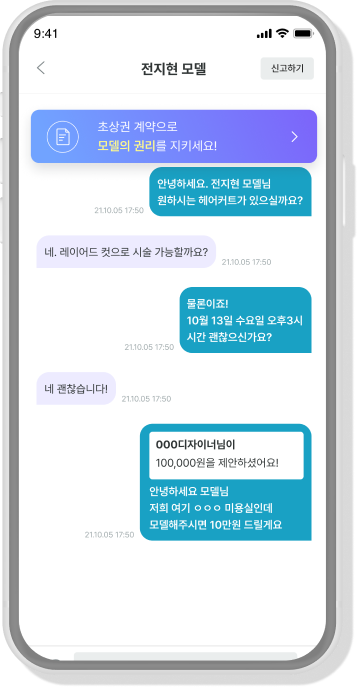 9:41
전지현 모델
신고하기
초상권 계약으로
모델의 권리를 지키세요!
안녕하세요. 전지현 모델님
원하시는 헤어커트가 있으실까요?
21.10.05 17:50
네. 레이어드 컷으로 시술 가능할까요?
21.10.05 17:50
물론이죠!
10월 13일 수요일 오후3시
시간 괜찮으신가요?
21.10.05 17:50
네 괜찮습니다!
21.10.05 17:50
OOO디자이너님이
100,000원을 제안하셨어요!
안녕하세요 모델님
저희 여기 ㅇㅇㅇ 미용실인데
모델해주시면 10만원 드릴게요
21.10.05 17:50